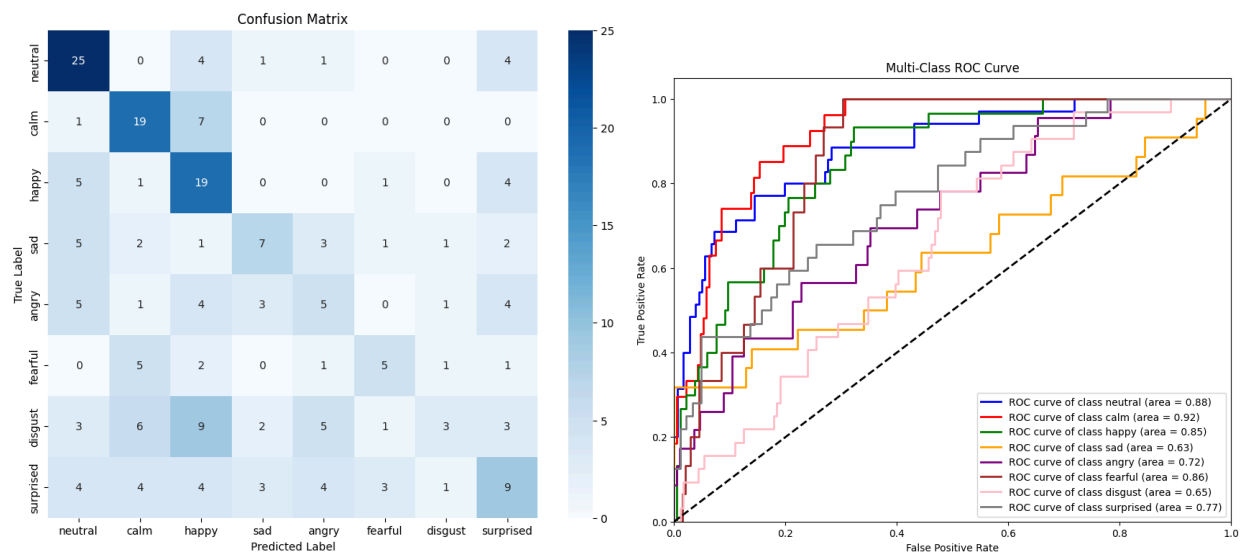 Confusion Matrix
True Label
neutral 25 0 4 1 1 0 0 4
calm 1 19 7 0 0 0 0 0
happy 5 1 19 0 0 1 0 4
sad 5 2 1 7 3 1 1 2
angry 5 1 4 3 5 0 1 4
fearful 0 5 2 0 1 5 1 1
disgust 3 6 9 2 5 1 3 3
surprised 4 4 4 3 4 3 1 9
neutral calm happy sad angry fearful disgust surprised
Predicted Label
25
20
15
10
5
0
Multi-Class ROC Curve
True Positive Rate
1.0
0.8
0.6
0.4
0.2
0.0
0.0 0.2 0.4 0.6 0.8 1.0
False Positive Rate
ROC curve of class neutral (area = 0.88)
ROC curve of class calm (area = 0.92)
ROC curve of class happy (area = 0.85)
ROC curve of class sad (area = 0.63)
ROC curve of class angry (area = 0.72)
ROC curve of class fearful (area = 0.86)
ROC curve of class disgust (area = 0.65)
ROC curve of class surprised (area = 0.77)